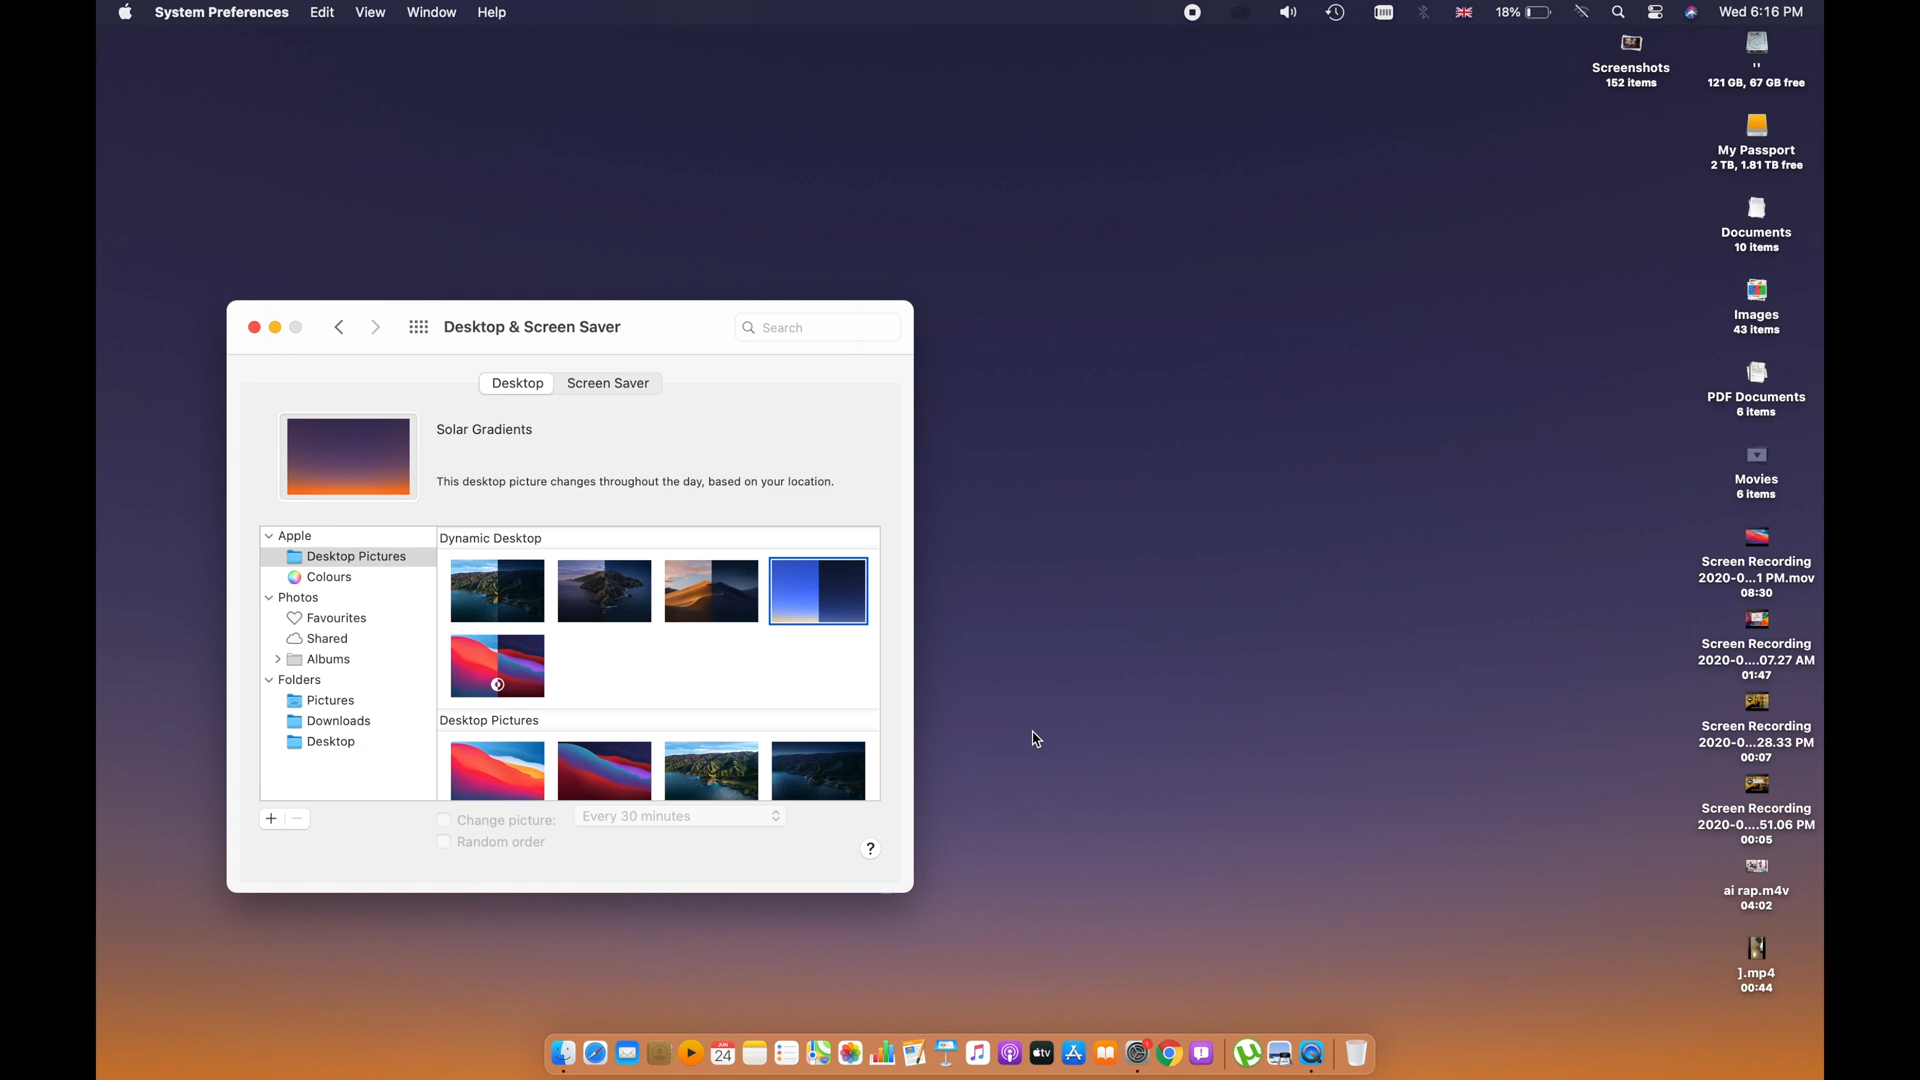 System Preferences Edit View Window Help
18%
Wed 6:16 PM
Screenshots
152 items
''
121 GB, 67 GB free
My Passport
2 TB, 1.81 TB free
Documents
10 items
Images
43 items
PDF Documents
6 items
Movies
6 items
Screen Recording
2020-0...1 PM.mov
08:30
Screen Recording
2020-0....07.27 AM
01:47
Screen Recording
2020-0...28.33 PM
00:07
Screen Recording
2020-0....51.06 PM
00:05
ai rap.m4v
04:02
].mp4
00:44
Desktop & Screen Saver
Search
Desktop Screen Saver
Solar Gradients
This desktop picture changes throughout the day, based on your location.
Apple
Desktop Pictures
Colours
Photos
Favourites
Shared
Albums
Folders
Pictures
Downloads
Desktop
Dynamic Desktop
Desktop Pictures
+ −
Change picture:
Every 30 minutes
Random order
?
JUN
24
tv
1